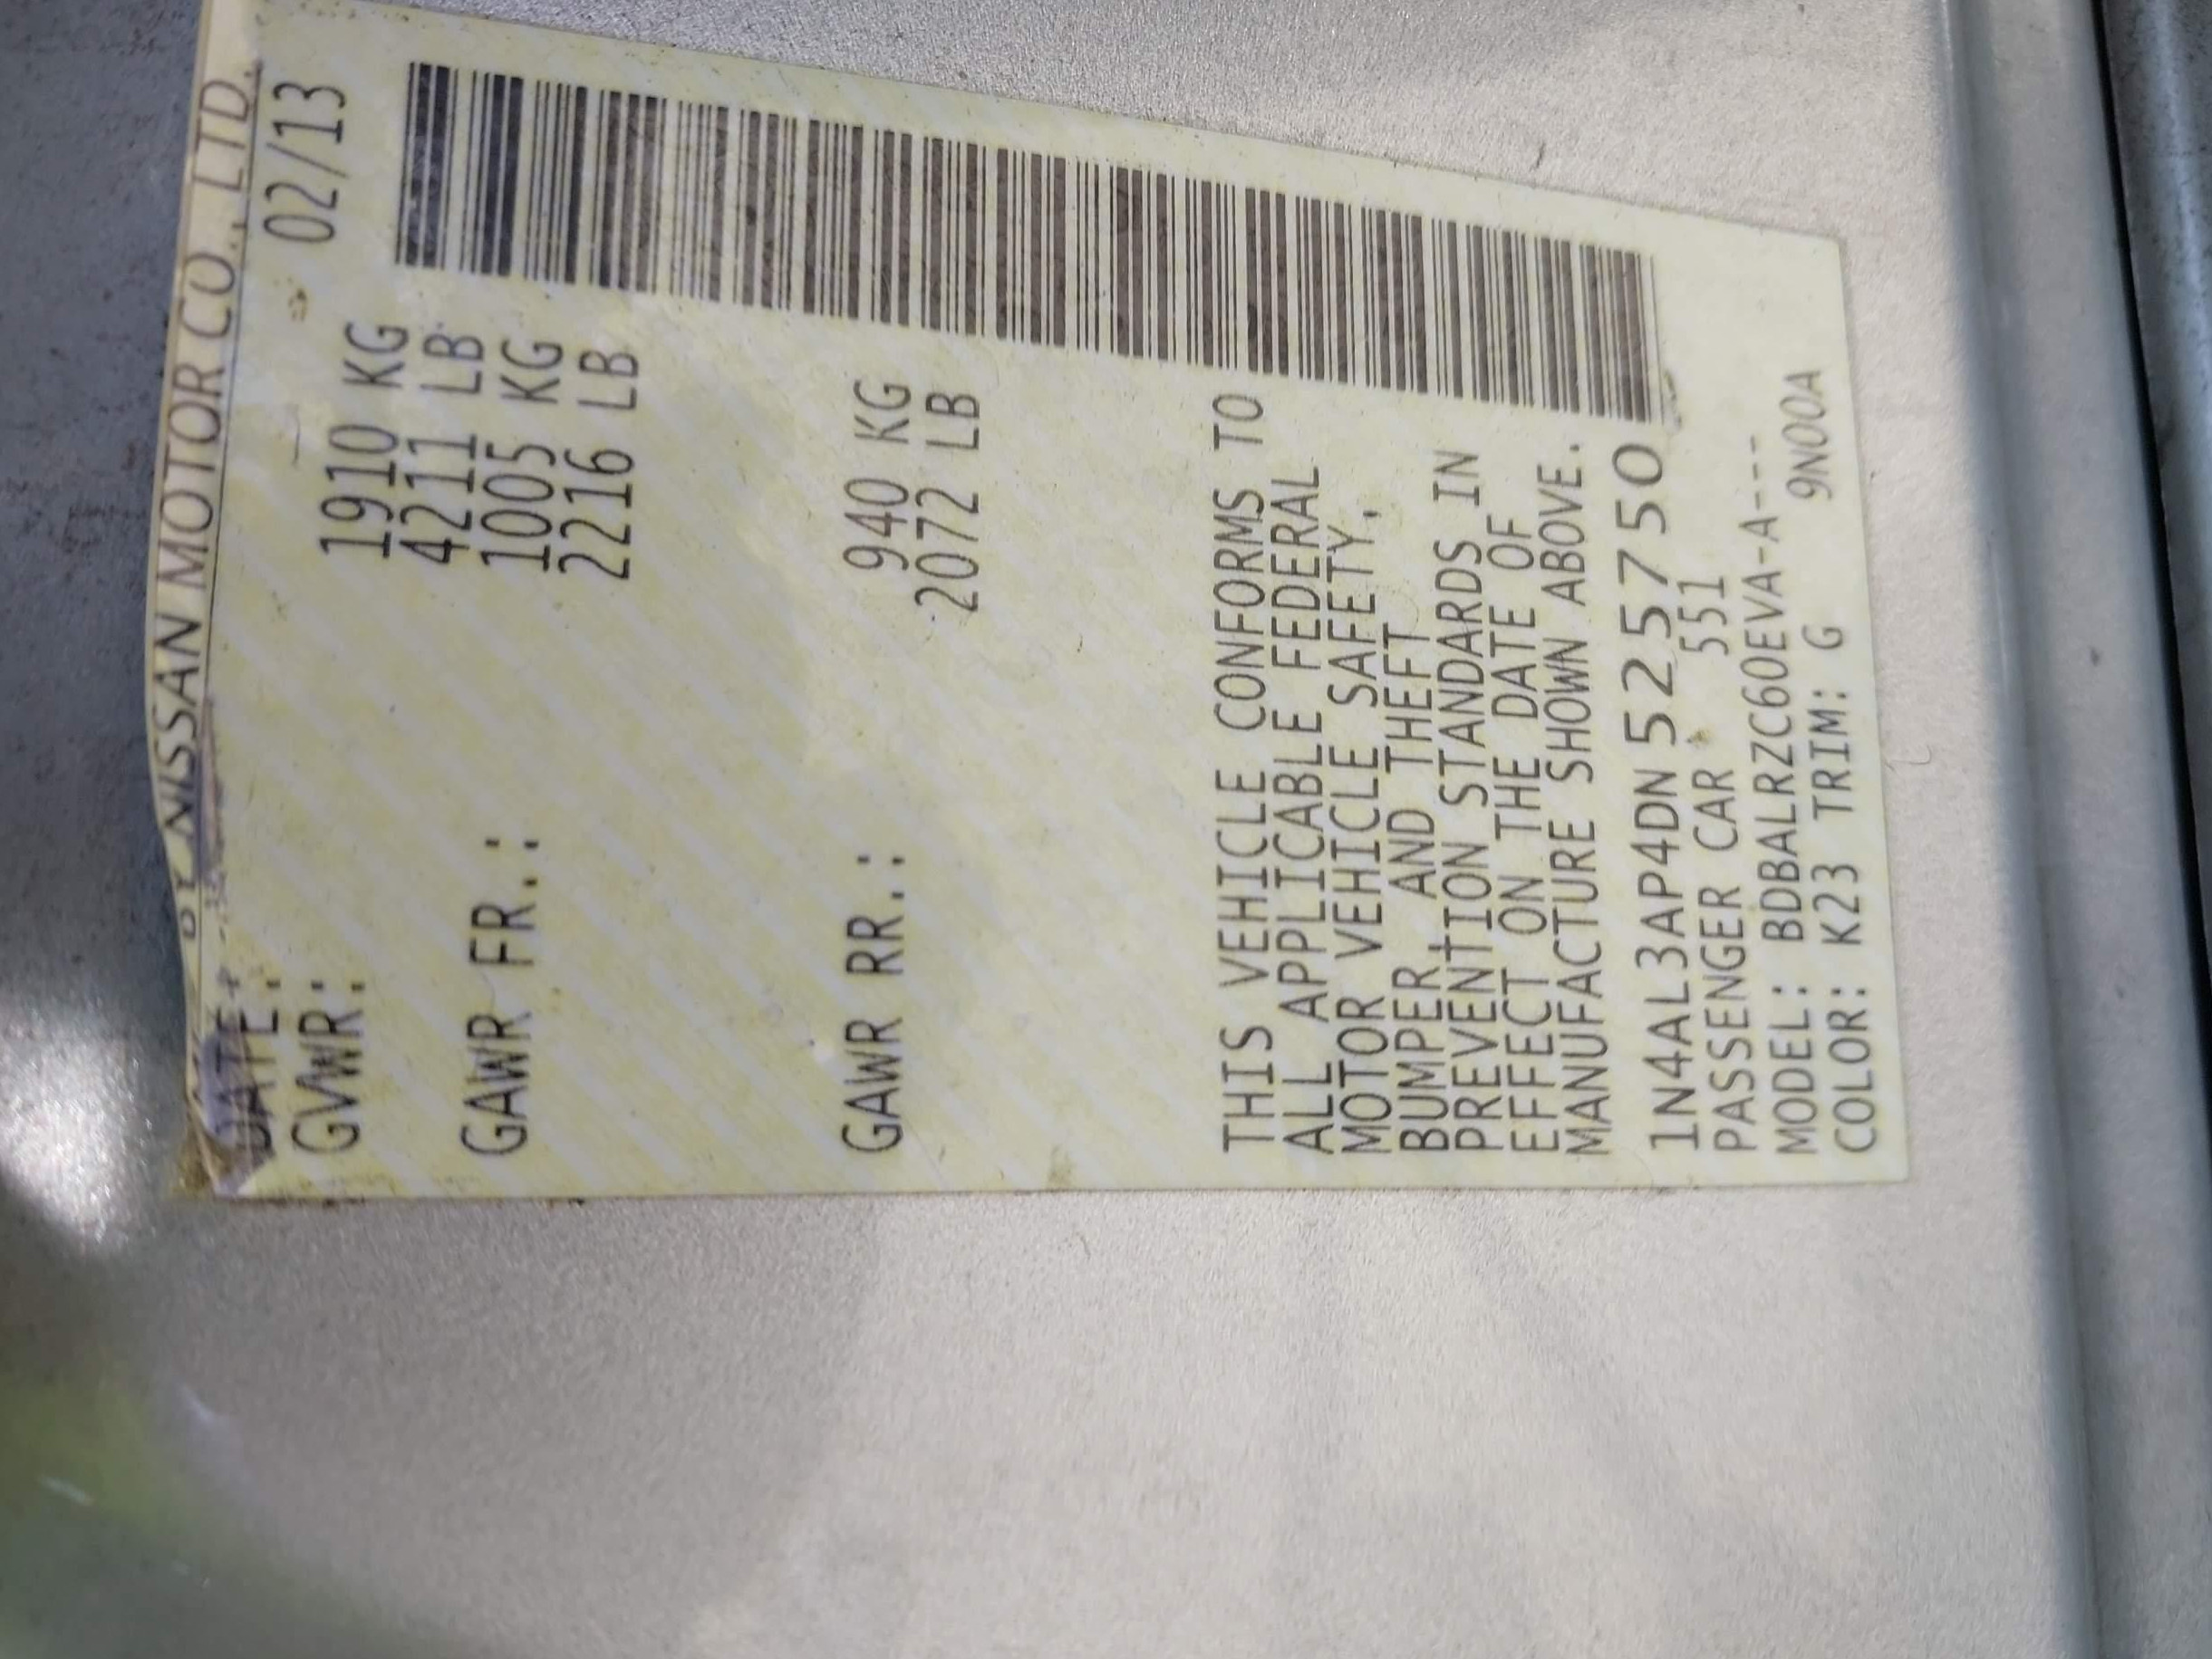 BY NISSAN MOTOR CO., LTD.
DATE: 02/13
GVWR: 1910 KG
4211 LB
GAWR FR.: 1005 KG
2216 LB
GAWR RR.: 940 KG
2072 LB
THIS VEHICLE CONFORMS TO
ALL APPLICABLE FEDERAL
MOTOR VEHICLE SAFETY,
BUMPER AND THEFT
PREVENTION STANDARDS IN
EFFECT ON THE DATE OF
MANUFACTURE SHOWN ABOVE.
1N4AL3AP4DN525750
PASSENGER CAR 551
MODEL: BDBALRZC60EVA-A---
COLOR: K23 TRIM: G 9N00A